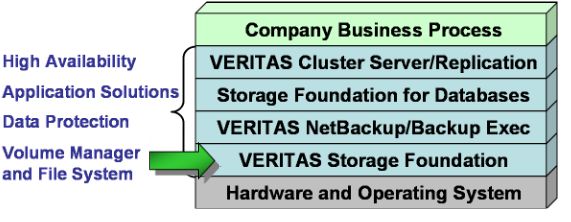 Company Business Process
High Availability
VERITAS Cluster Server/Replication
Application Solutions
Storage Foundation for Databases
Data Protection
VERITAS NetBackup/Backup Exec
Volume Manager
and File System
VERITAS Storage Foundation
Hardware and Operating System